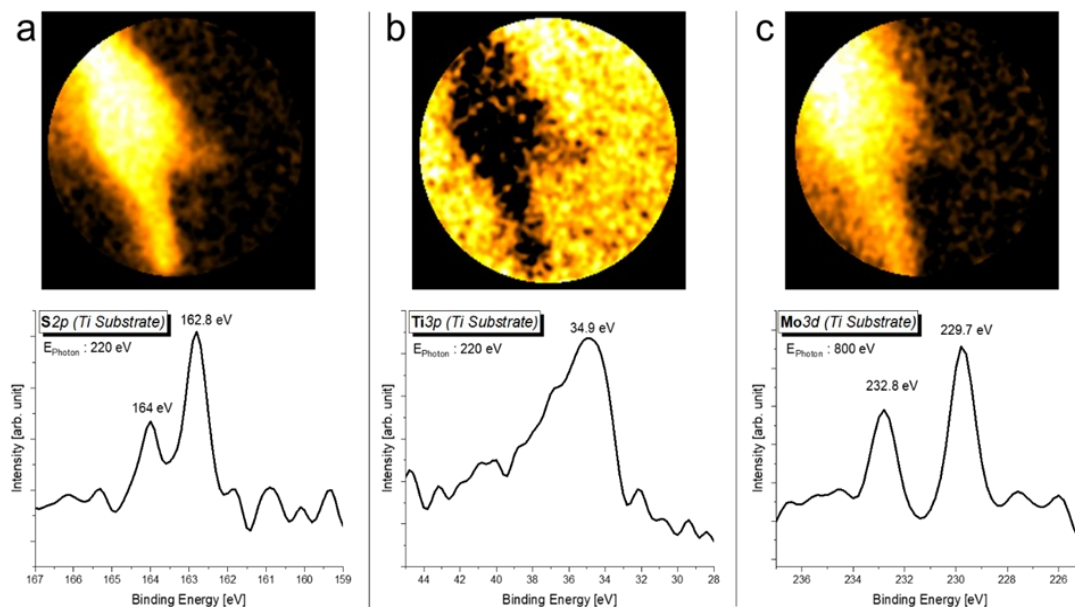 a
b
c
S2p (Ti Substrate)
E Photon : 220 eV
162.8 eV
164 eV
Intensity [arb. unit]
167 166 165 164 163 162 161 160 159
Binding Energy [eV]
Ti3p (Ti Substrate)
E Photon : 220 eV
34.9 eV
Intensity [arb. unit]
44 42 40 38 36 34 32 30 28
Binding Energy [eV]
Mo3d (Ti Substrate)
E Photon : 800 eV
229.7 eV
232.8 eV
Intensity [arb. unit]
236 234 232 230 228 226
Binding Energy [eV]